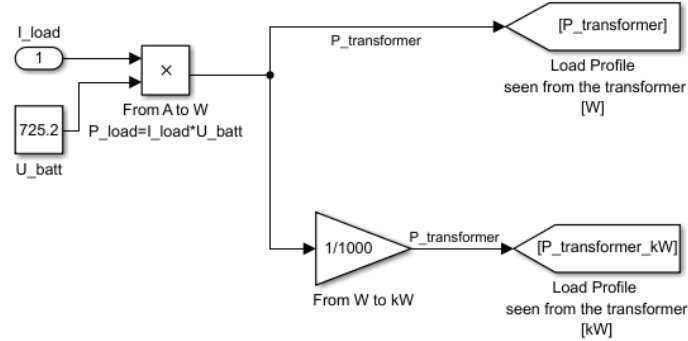 I_load
1
×
From A to W
P_load=I_load*U_batt
725.2
U_batt
P_transformer
[P_transformer]
Load Profile
seen from the transformer
[W]
1/1000
From W to kW
P_transformer
[P_transformer_kW]
Load Profile
seen from the transformer
[kW]